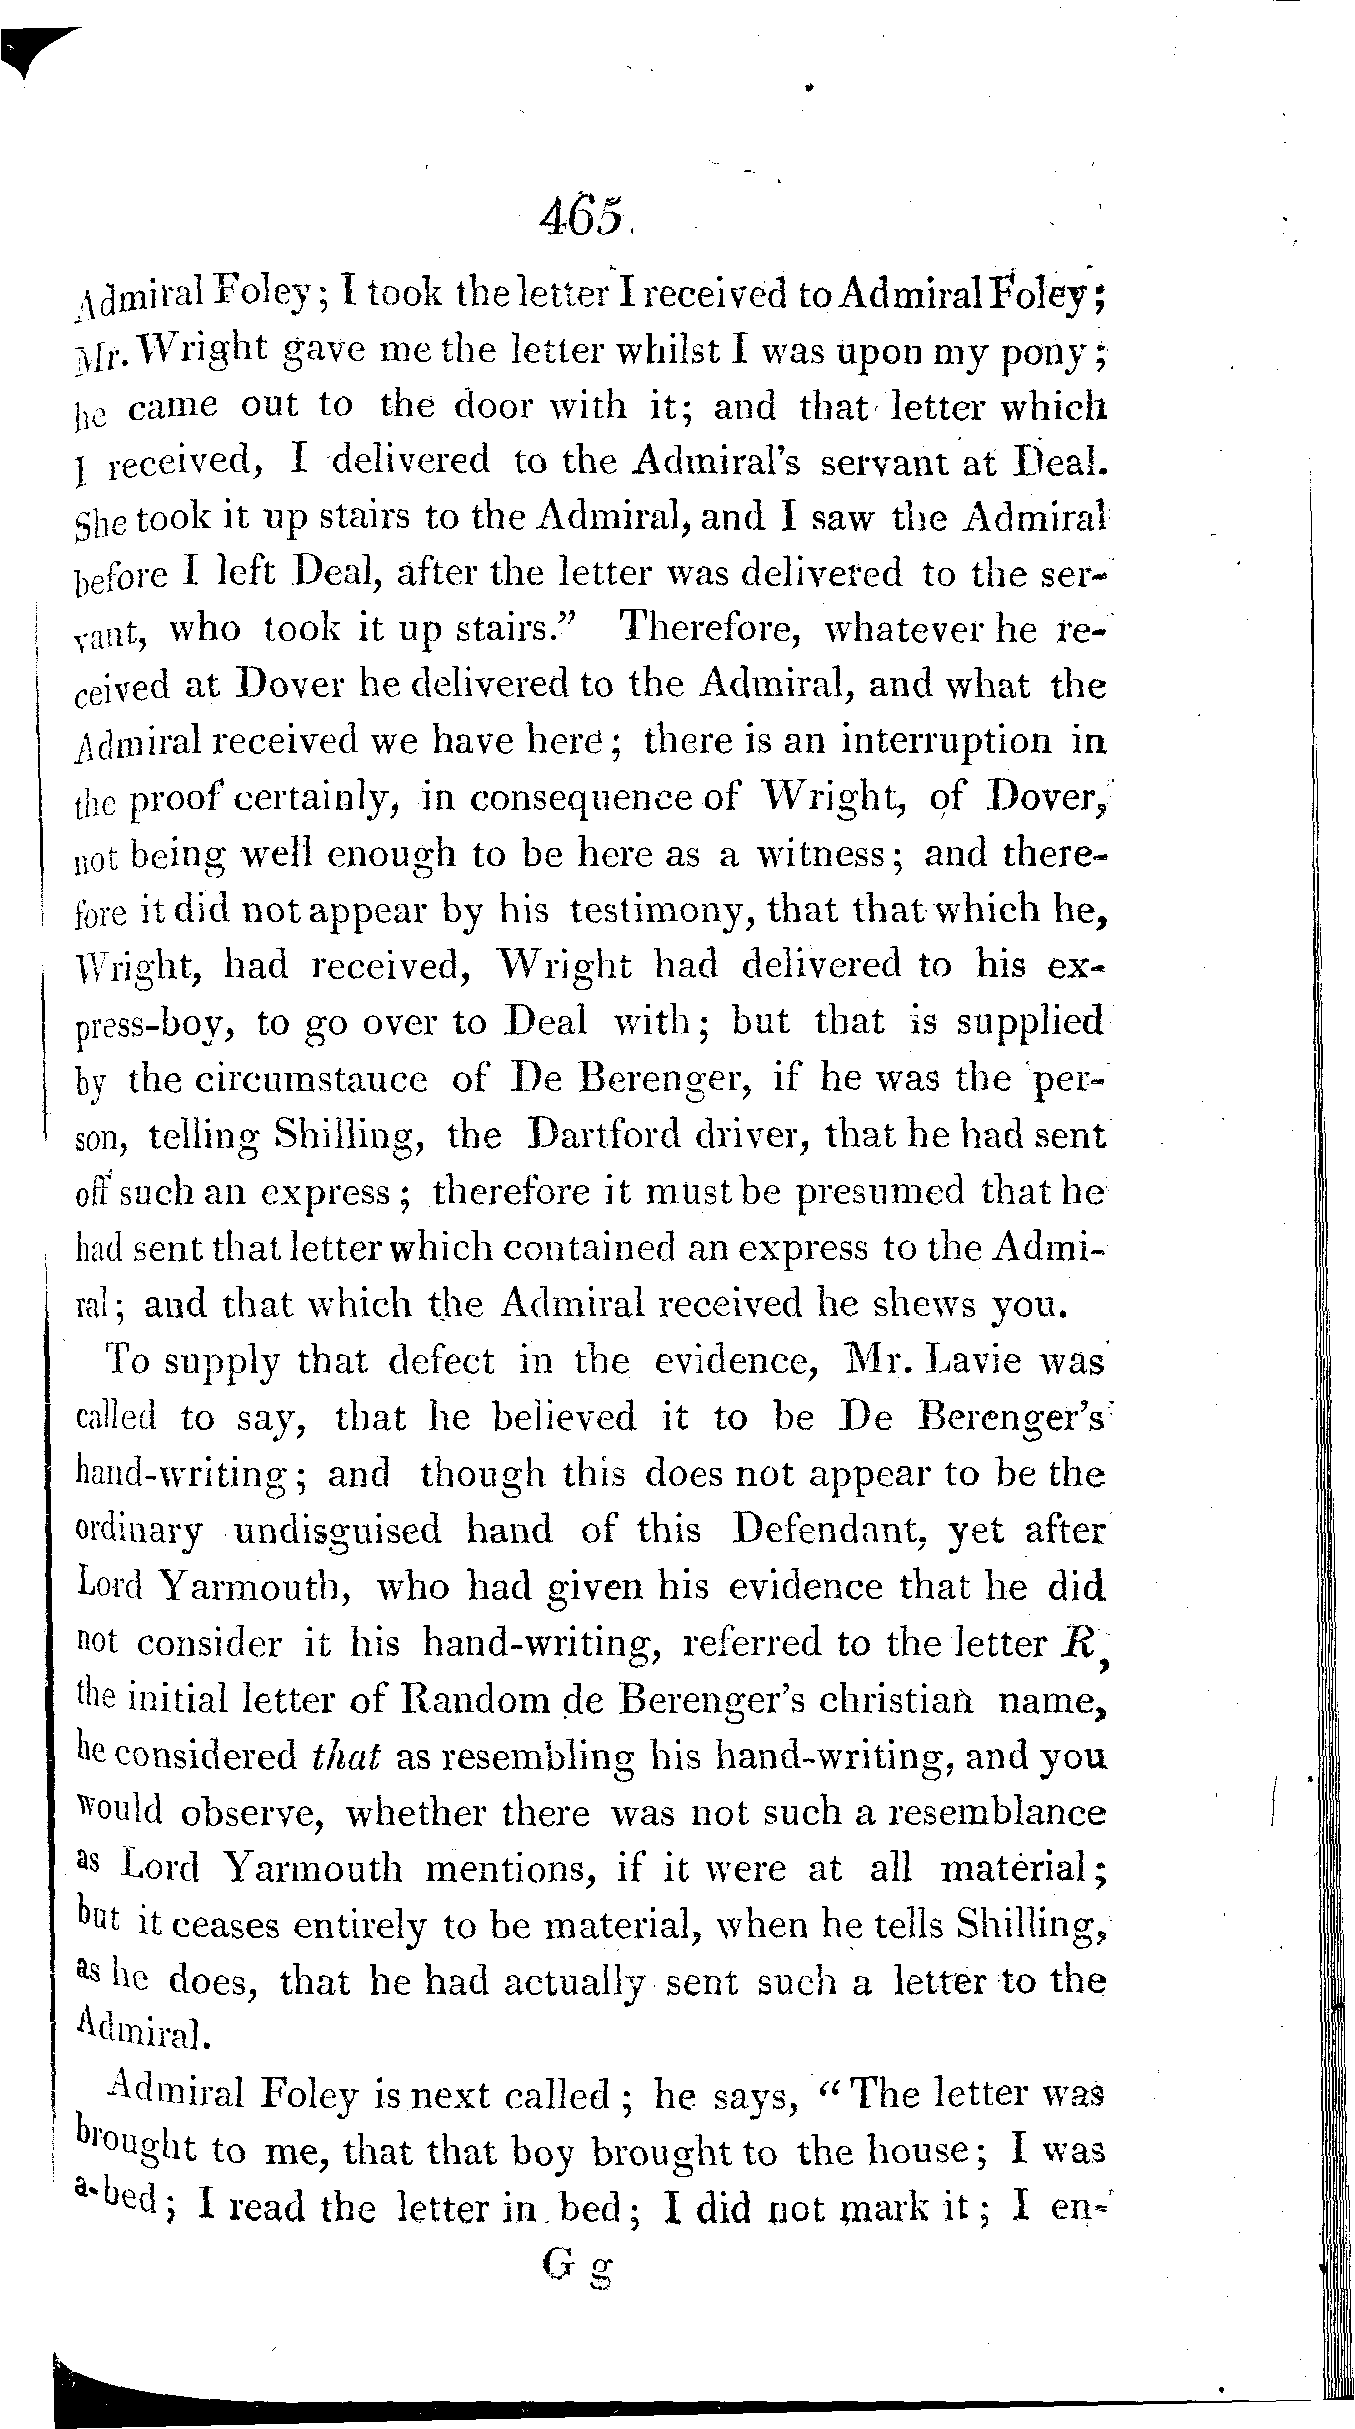 465.
Admiral Foley; I took the letter I received to Admiral Foley;
Mr. Wright gave me the letter whilst I was upon my pony;
he came out to the door with it; and that letter which
I received, I delivered to the Admiral's servant at Deal.
She took it up stairs to the Admiral, and I saw the Admiral
before I left Deal, after the letter was delivered to the ser-
vant, who took it up stairs." Therefore, whatever he re-
ceived at Dover he delivered to the Admiral, and what the
Admiral received we have here; there is an interruption in
the proof certainly, in consequence of Wright, of Dover,
not being well enough to be here as a witness; and there-
fore it did not appear by his testimony, that that which he,
Wright, had received, Wright had delivered to his ex-
press-boy, to go over to Deal with; but that is supplied
by the circumstauce of De Berenger, if he was the per-
son, telling Shilling, the Dartford driver, that he had sent
off such an express; therefore it must be presumed that he
had sent that letter which contained an express to the Admi-
ral; and that which the Admiral received he shews you.
To supply that defect in the evidence, Mr. Lavie was
called to say, that he believed it to be De Berenger's
hand-writing; and though this does not appear to be the
ordinary undisguised hand of this Defendant, yet after
Lord Yarmouth, who had given his evidence that he did
not consider it his hand-writing, referred to the letter R,
the initial letter of Random de Berenger's christian name,
he considered that as resembling his hand-writing, and you
would observe, whether there was not such a resemblance
as Lord Yarmouth mentions, if it were at all material;
but it ceases entirely to be material, when he tells Shilling,
as he does, that he had actually sent such a letter to the
Admiral.
Admiral Foley is next called; he says, "The letter was
brought to me, that that boy brought to the house; I was
a-bed; I read the letter in bed; I did not mark it; I en-
G g